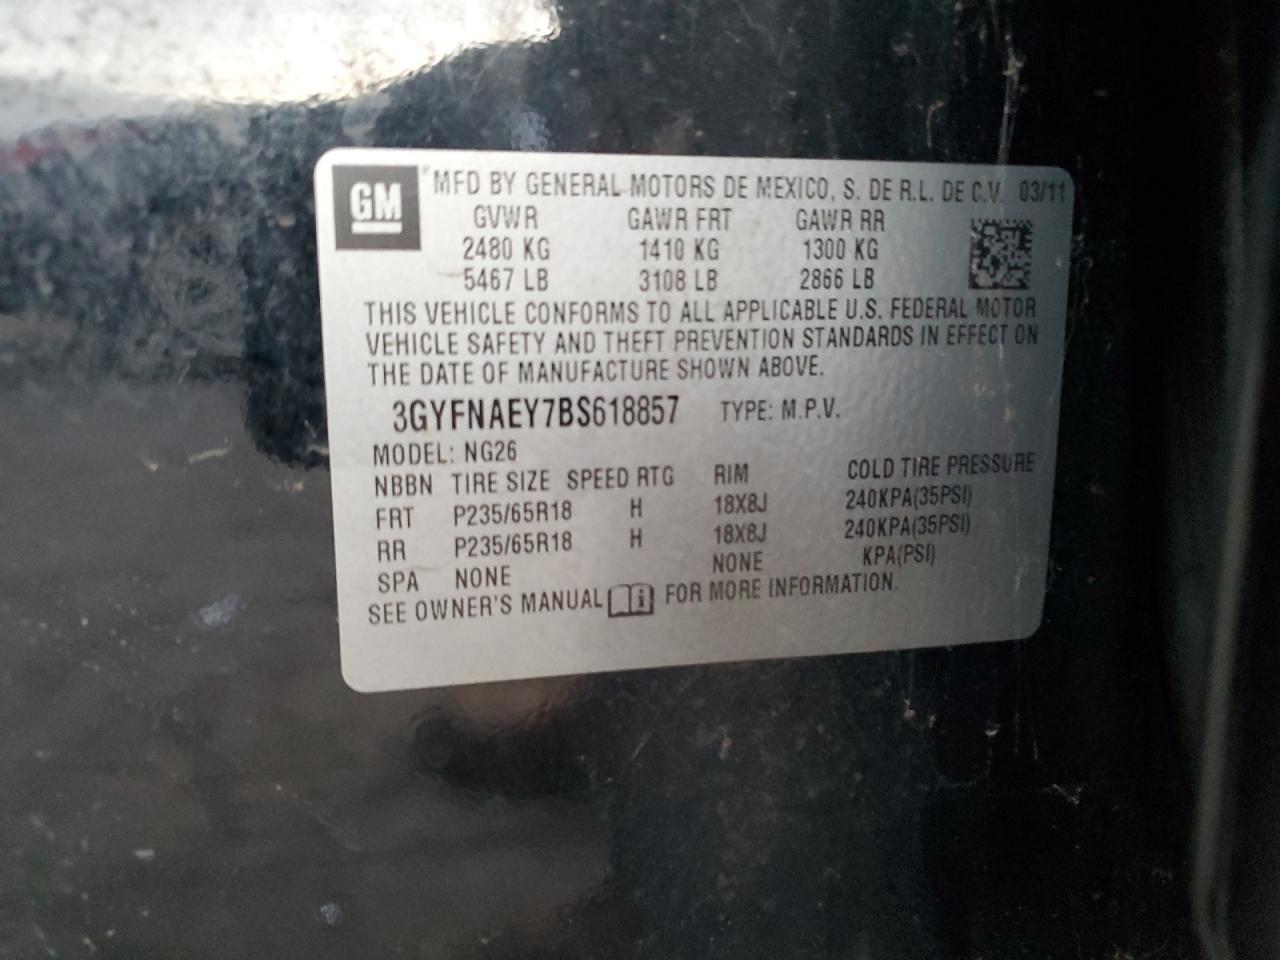 GM
® MFD BY GENERAL MOTORS DE MEXICO, S. DE R.L. DE C.V. 03/11
GVWR GAWR FRT GAWR RR
2480 KG 1410 KG 1300 KG
5467 LB 3108 LB 2866 LB
THIS VEHICLE CONFORMS TO ALL APPLICABLE U.S. FEDERAL MOTOR
VEHICLE SAFETY AND THEFT PREVENTION STANDARDS IN EFFECT ON
THE DATE OF MANUFACTURE SHOWN ABOVE.
3GYFNAEY7BS618857 TYPE: M.P.V.
MODEL: NG26
NBBN TIRE SIZE SPEED RTG RIM COLD TIRE PRESSURE
FRT P235/65R18 H 18X8J 240KPA(35PSI)
RR P235/65R18 H 18X8J 240KPA(35PSI)
SPA NONE NONE KPA(PSI)
SEE OWNER'S MANUAL i FOR MORE INFORMATION.